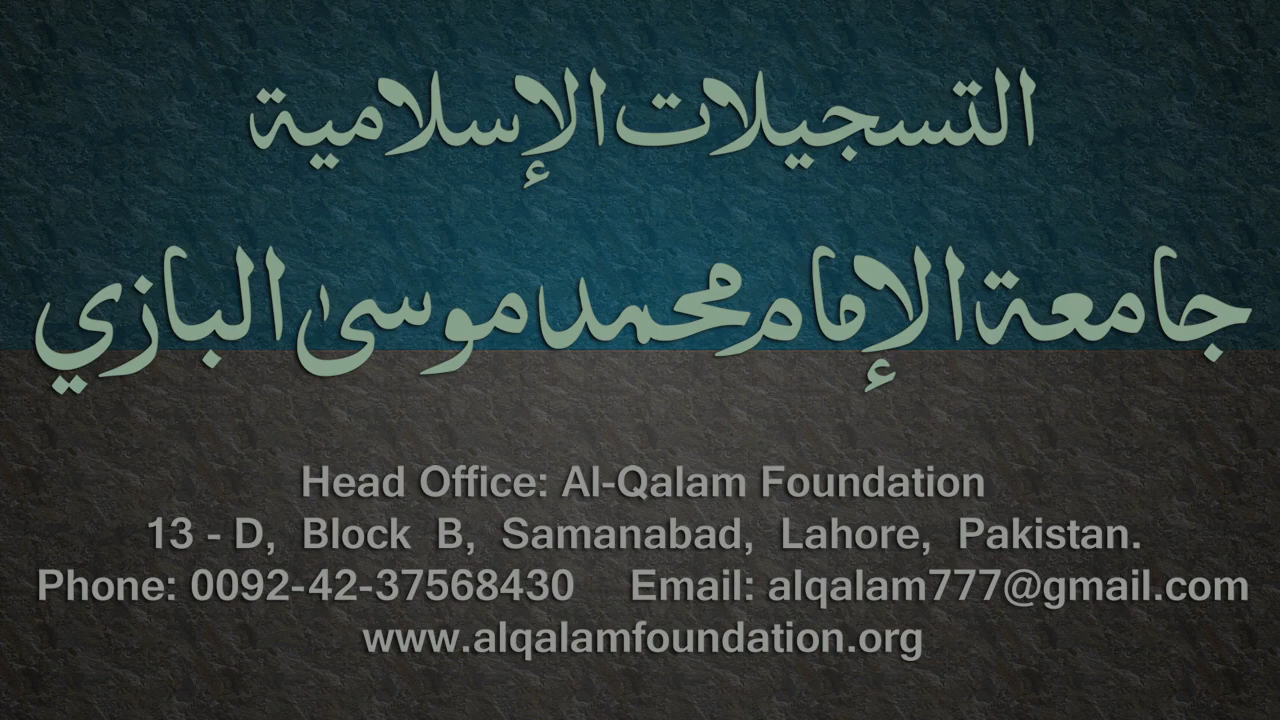 التسجيلات الإسلامية
جامعة الإمام محمد موسىٰ البازي
Head Office: Al-Qalam Foundation
13 - D, Block B, Samanabad, Lahore, Pakistan.
Phone: 0092-42-37568430 Email: alqalam777@gmail.com
www.alqalamfoundation.org